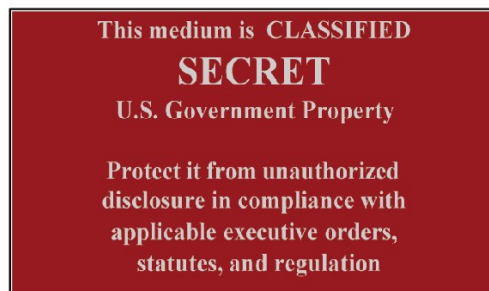 This medium is CLASSIFIED
SECRET
U.S. Government Property
Protect it from unauthorized
disclosure in compliance with
applicable executive orders,
statutes, and regulation